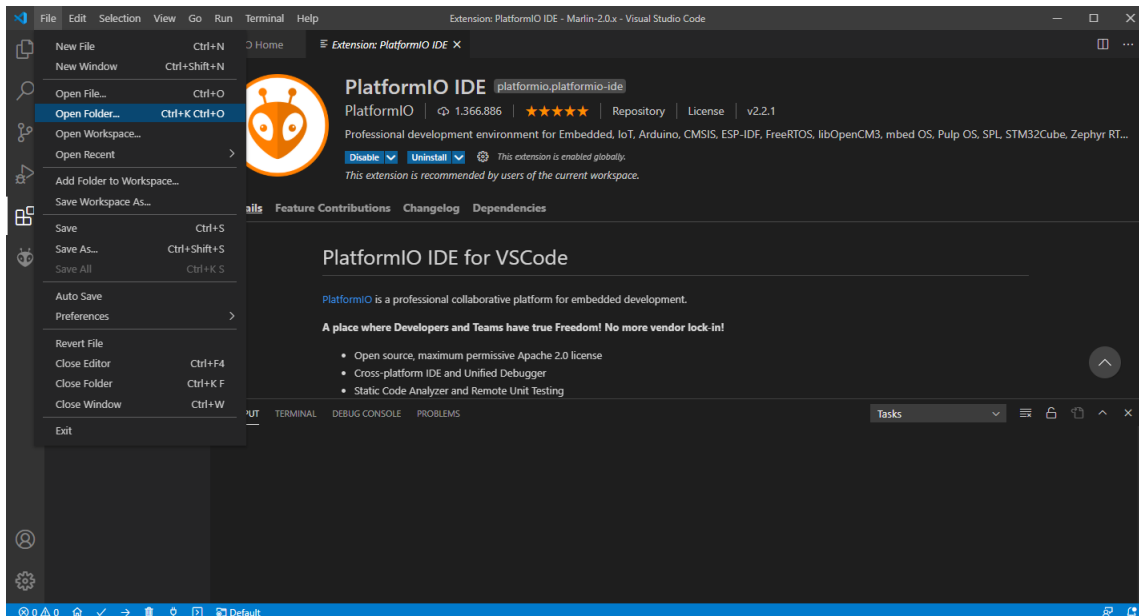 File Edit Selection View Go Run Terminal Help Extension: PlatformIO IDE - Marlin-2.0.x - Visual Studio Code
New File Ctrl+N
New Window Ctrl+Shift+N
Open File... Ctrl+O
Open Folder... Ctrl+K Ctrl+O
Open Workspace...
Open Recent
Add Folder to Workspace...
Save Workspace As...
Save Ctrl+S
Save As... Ctrl+Shift+S
Save All Ctrl+K S
Auto Save
Preferences
Revert File
Close Editor Ctrl+F4
Close Folder Ctrl+K F
Close Window Ctrl+W
Exit
Home Extension: PlatformIO IDE
PlatformIO IDE platformio.platformio-ide
PlatformIO 1.366.886 ★★★★★ Repository License v2.2.1
Professional development environment for Embedded, IoT, Arduino, CMSIS, ESP-IDF, FreeRTOS, libOpenCM3, mbed OS, Pulp OS, SPL, STM32Cube, Zephyr RT...
Disable Uninstall This extension is enabled globally.
This extension is recommended by users of the current workspace.
ails Feature Contributions Changelog Dependencies
PlatformIO IDE for VSCode
PlatformIO is a professional collaborative platform for embedded development.
A place where Developers and Teams have true Freedom! No more vendor lock-in!
• Open source, maximum permissive Apache 2.0 license
• Cross-platform IDE and Unified Debugger
• Static Code Analyzer and Remote Unit Testing
PUT TERMINAL DEBUG CONSOLE PROBLEMS Tasks
0 0 Default